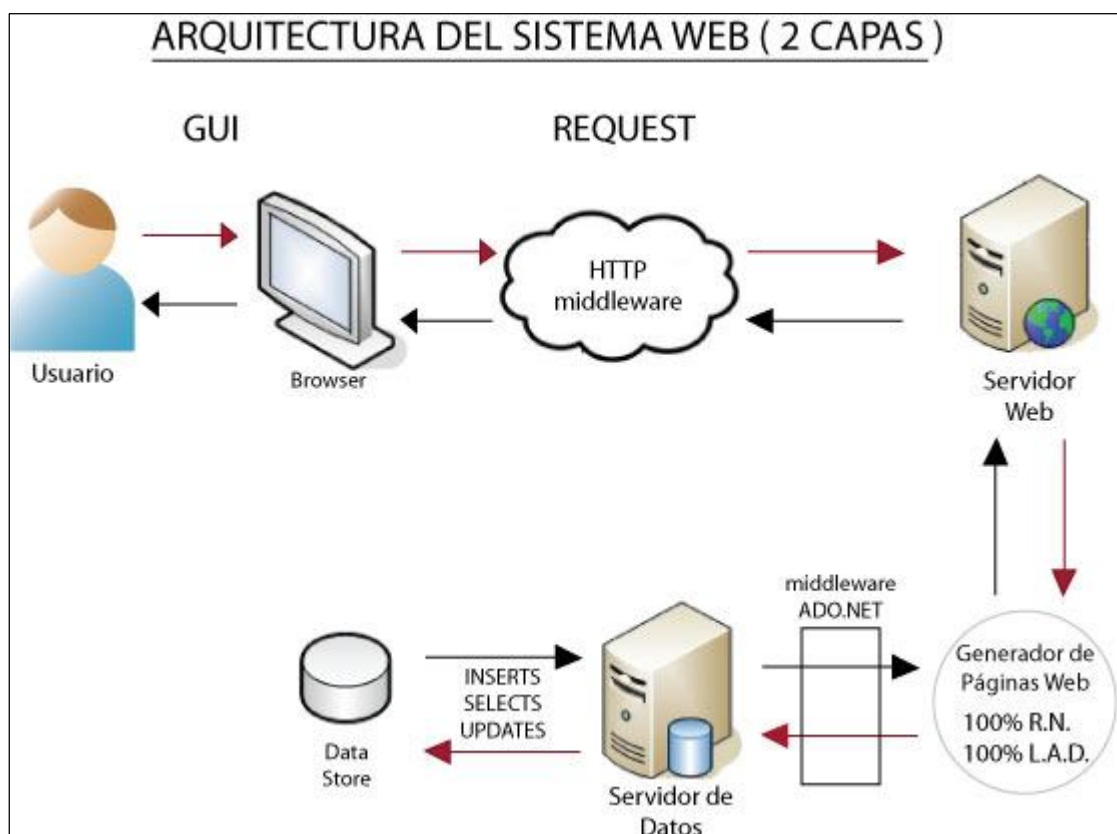 ARQUITECTURA DEL SISTEMA WEB ( 2 CAPAS )
GUI
REQUEST
HTTP
middleware
Usuario
Browser
Servidor
Web
middleware
ADO.NET
INSERTS
SELECTS
UPDATES
Generador de
Páginas Web
100% R.N.
100% L.A.D.
Data
Store
Servidor de
Datos